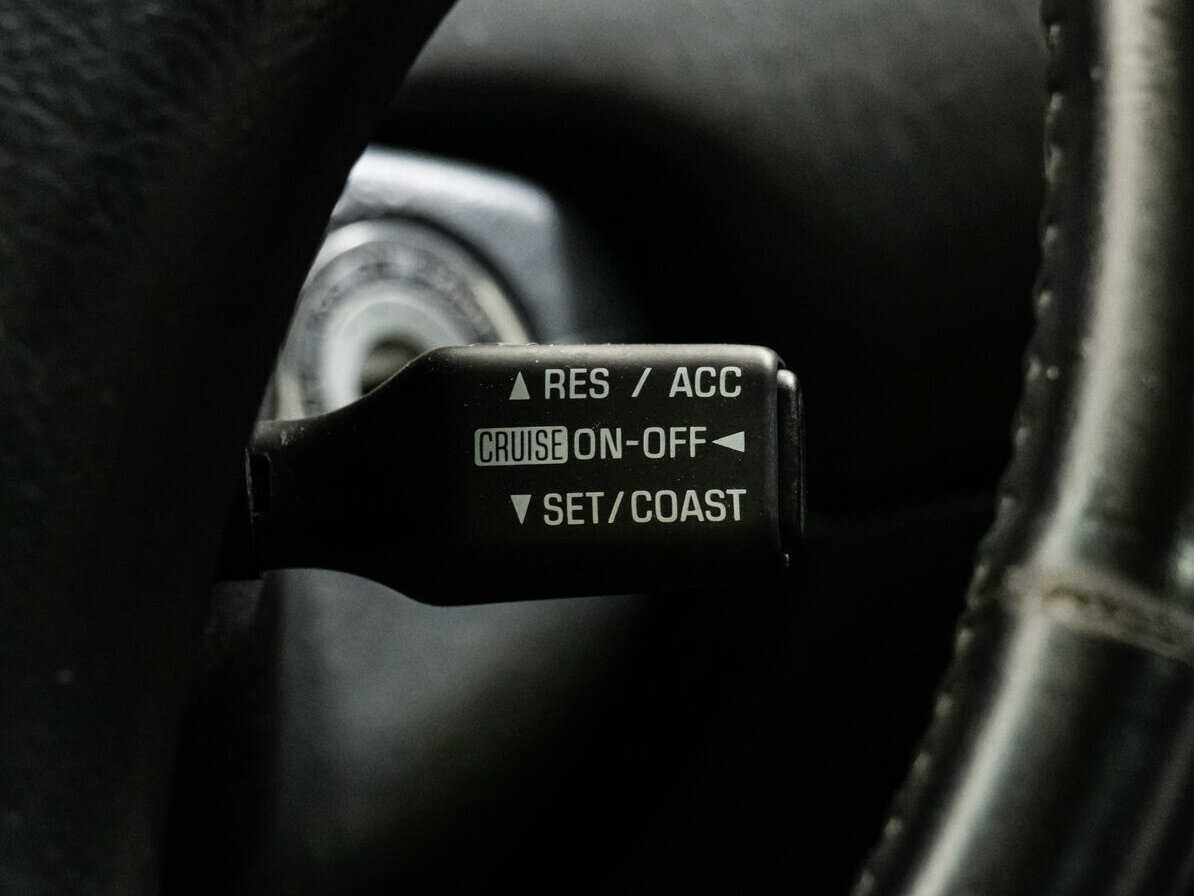 ▲ RES / ACC
CRUISE ON-OFF ◄
▼ SET/COAST